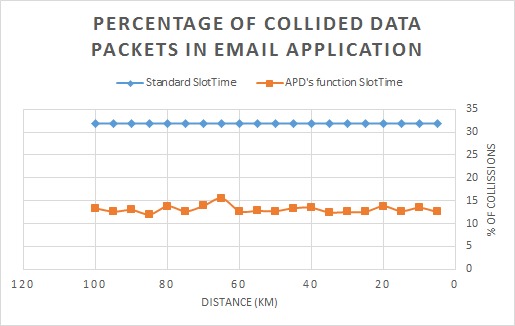 PERCENTAGE OF COLLIDED DATA
PACKETS IN EMAIL APPLICATION
Standard SlotTime APD's function SlotTime
35
30
25
20
15
10
5
0
% OF COLLISSIONS
120 100 80 60 40 20 0
DISTANCE (KM)